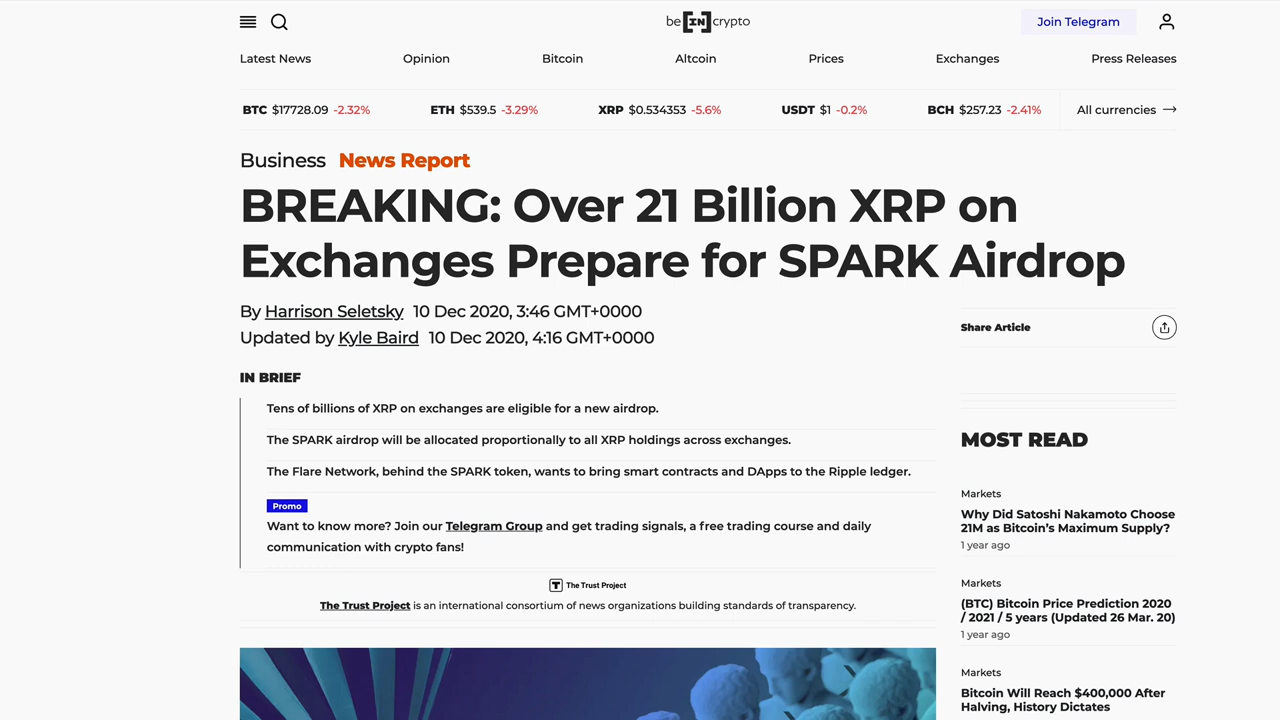 be[IN]crypto
Join Telegram
Latest News
Opinion
Bitcoin
Altcoin
Prices
Exchanges
Press Releases
BTC $17728.09 -2.32%
ETH $539.5 -3.29%
XRP $0.534353 -5.6%
USDT $1 -0.2%
BCH $257.23 -2.41%
All currencies →
Business News Report
BREAKING: Over 21 Billion XRP on
Exchanges Prepare for SPARK Airdrop
By Harrison Seletsky 10 Dec 2020, 3:46 GMT+0000
Updated by Kyle Baird 10 Dec 2020, 4:16 GMT+0000
IN BRIEF
Tens of billions of XRP on exchanges are eligible for a new airdrop.
The SPARK airdrop will be allocated proportionally to all XRP holdings across exchanges.
The Flare Network, behind the SPARK token, wants to bring smart contracts and DApps to the Ripple ledger.
Promo
Want to know more? Join our Telegram Group and get trading signals, a free trading course and daily
communication with crypto fans!
T The Trust Project
The Trust Project is an international consortium of news organizations building standards of transparency.
Share Article
MOST READ
Markets
Why Did Satoshi Nakamoto Choose
21M as Bitcoin's Maximum Supply?
1 year ago
Markets
(BTC) Bitcoin Price Prediction 2020
/ 2021 / 5 years (Updated 26 Mar. 20)
1 year ago
Markets
Bitcoin Will Reach $400,000 After
Halving, History Dictates